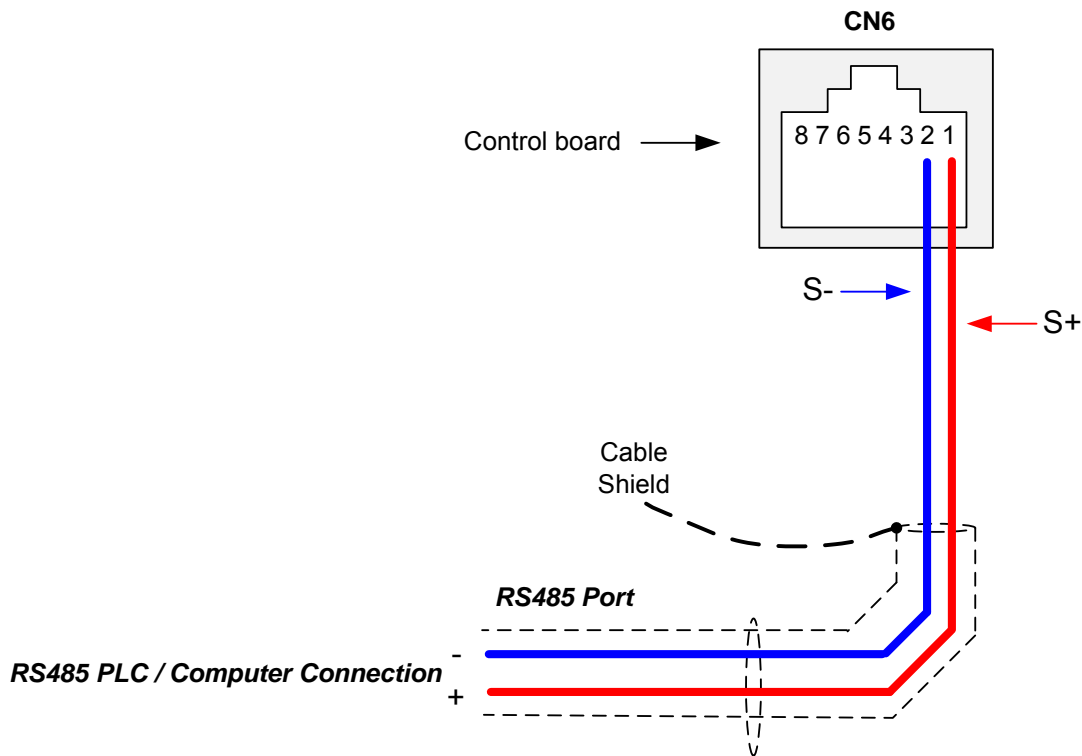 CN6
Control board
8 7 6 5 4 3 2 1
S-
S+
Cable
Shield
RS485 Port
-
RS485 PLC / Computer Connection
+